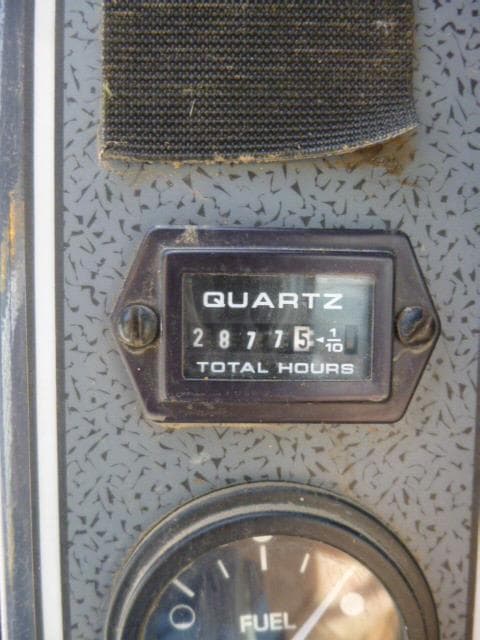 QUARTZ
28775 1/10
TOTAL HOURS
FUEL